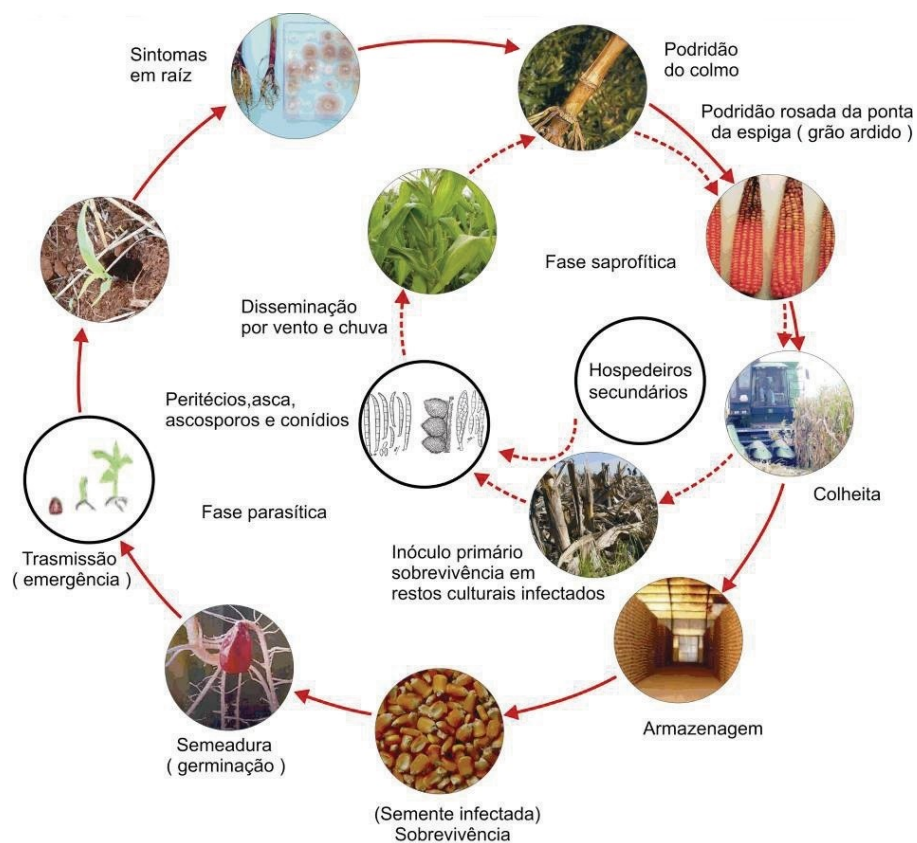 Sintomas
em raíz
Podridão
do colmo
Podridão rosada da ponta
da espiga ( grão ardido )
Fase saprofítica
Disseminação
por vento e chuva
Hospedeiros
secundários
Peritécios,asca,
ascosporos e conídios
Colheita
Fase parasítica
Inóculo primário
sobrevivência em
restos culturais infectados
Trasmissão
( emergência )
Armazenagem
Semeadura
( germinação )
(Semente infectada)
Sobrevivência